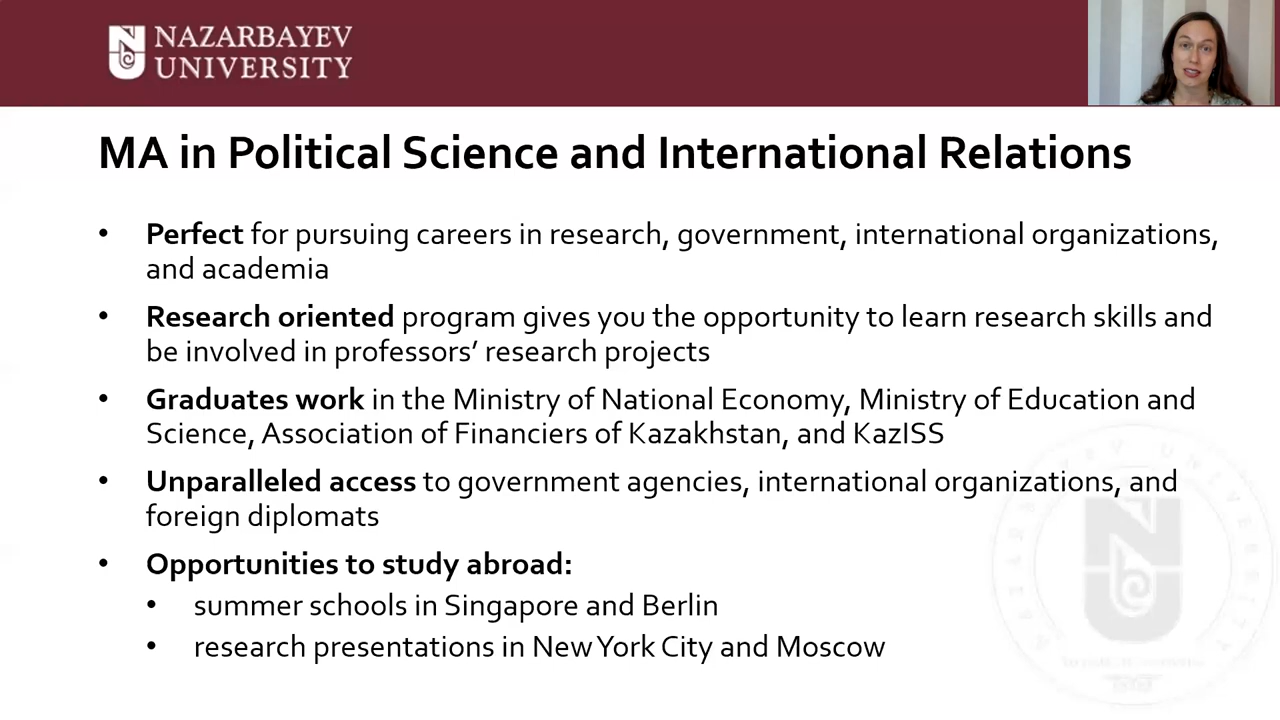 NAZARBAYEV
UNIVERSITY
MA in Political Science and International Relations
• Perfect for pursuing careers in research, government, international organizations,
and academia
• Research oriented program gives you the opportunity to learn research skills and
be involved in professors’ research projects
• Graduates work in the Ministry of National Economy, Ministry of Education and
Science, Association of Financiers of Kazakhstan, and KazISS
• Unparalleled access to government agencies, international organizations, and
foreign diplomats
• Opportunities to study abroad:
• summer schools in Singapore and Berlin
• research presentations in New York City and Moscow
NAZARBAYEV UNIVERSITY